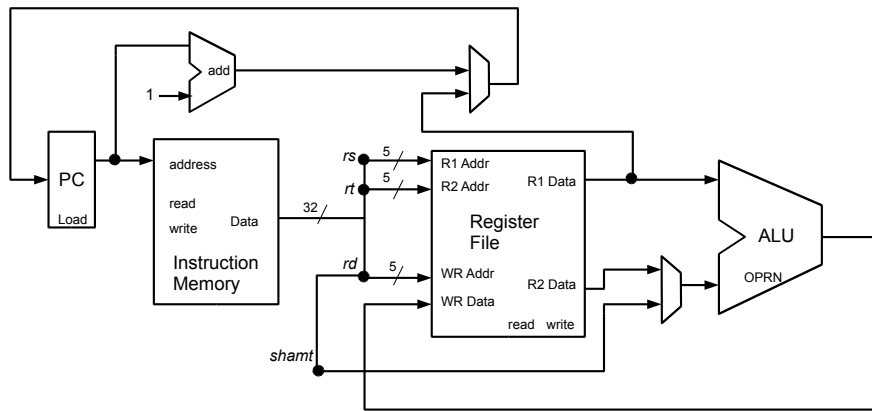 add
1
PC
Load
address
read
write
Data
Instruction
Memory
32
rs
5
rt
5
rd
5
shamt
R1 Addr
R2 Addr
R1 Data
Register
File
WR Addr
WR Data
R2 Data
read write
ALU
OPRN